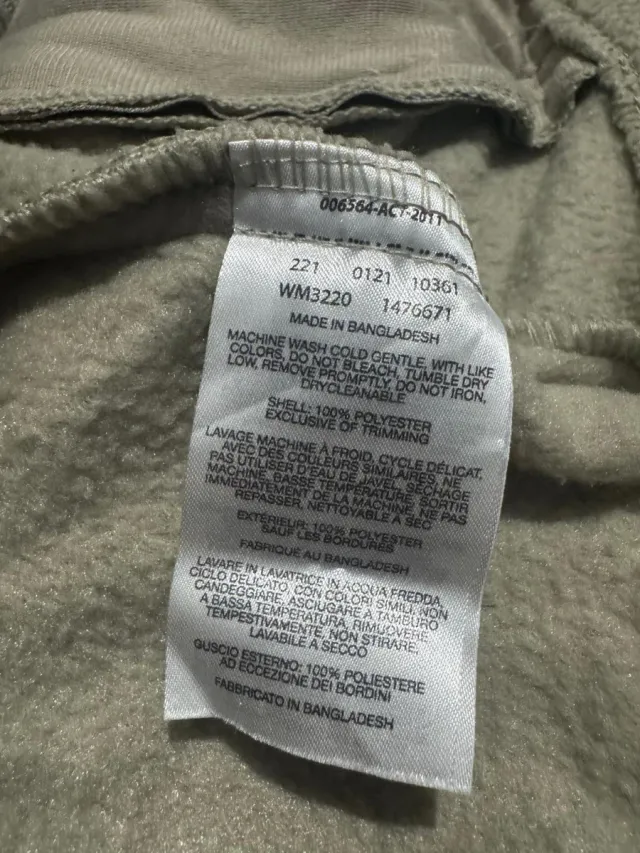 006564-ACT-2011
221 0121 10361
WM3220 1476671
MADE IN BANGLADESH
MACHINE WASH COLD GENTLE, WITH LIKE
COLORS, DO NOT BLEACH, TUMBLE DRY
LOW, REMOVE PROMPTLY, DO NOT IRON,
DRYCLEANABLE
SHELL: 100% POLYESTER
EXCLUSIVE OF TRIMMING
LAVAGE MACHINE À FROID, CYCLE DÉLICAT,
AVEC DES COULEURS SIMILAIRES, NE
PAS UTILISER D'EAU DE JAVEL, SÉCHAGE
MACHINE, BASSE TEMPÉRATURE, SORTIR
IMMÉDIATEMENT DE LA MACHINE, NE PAS
REPASSER, NETTOYABLE A SEC
EXTÉRIEUR: 100% POLYESTER
SAUF LES BORDURES
FABRIQUE AU BANGLADESH
LAVARE IN LAVATRICE IN ACQUA FREDDA,
CICLO DELICATO, CON COLORI SIMILI, NON
CANDEGGIARE, ASCIUGARE A TAMBURO
A BASSA TEMPERATURA, RIMUOVERE
TEMPESTIVAMENTE, NON STIRARE,
LAVABILE A SECCO
GUSCIO ESTERNO: 100% POLIESTERE
AD ECCEZIONE DEI BORDINI
FABBRICATO IN BANGLADESH